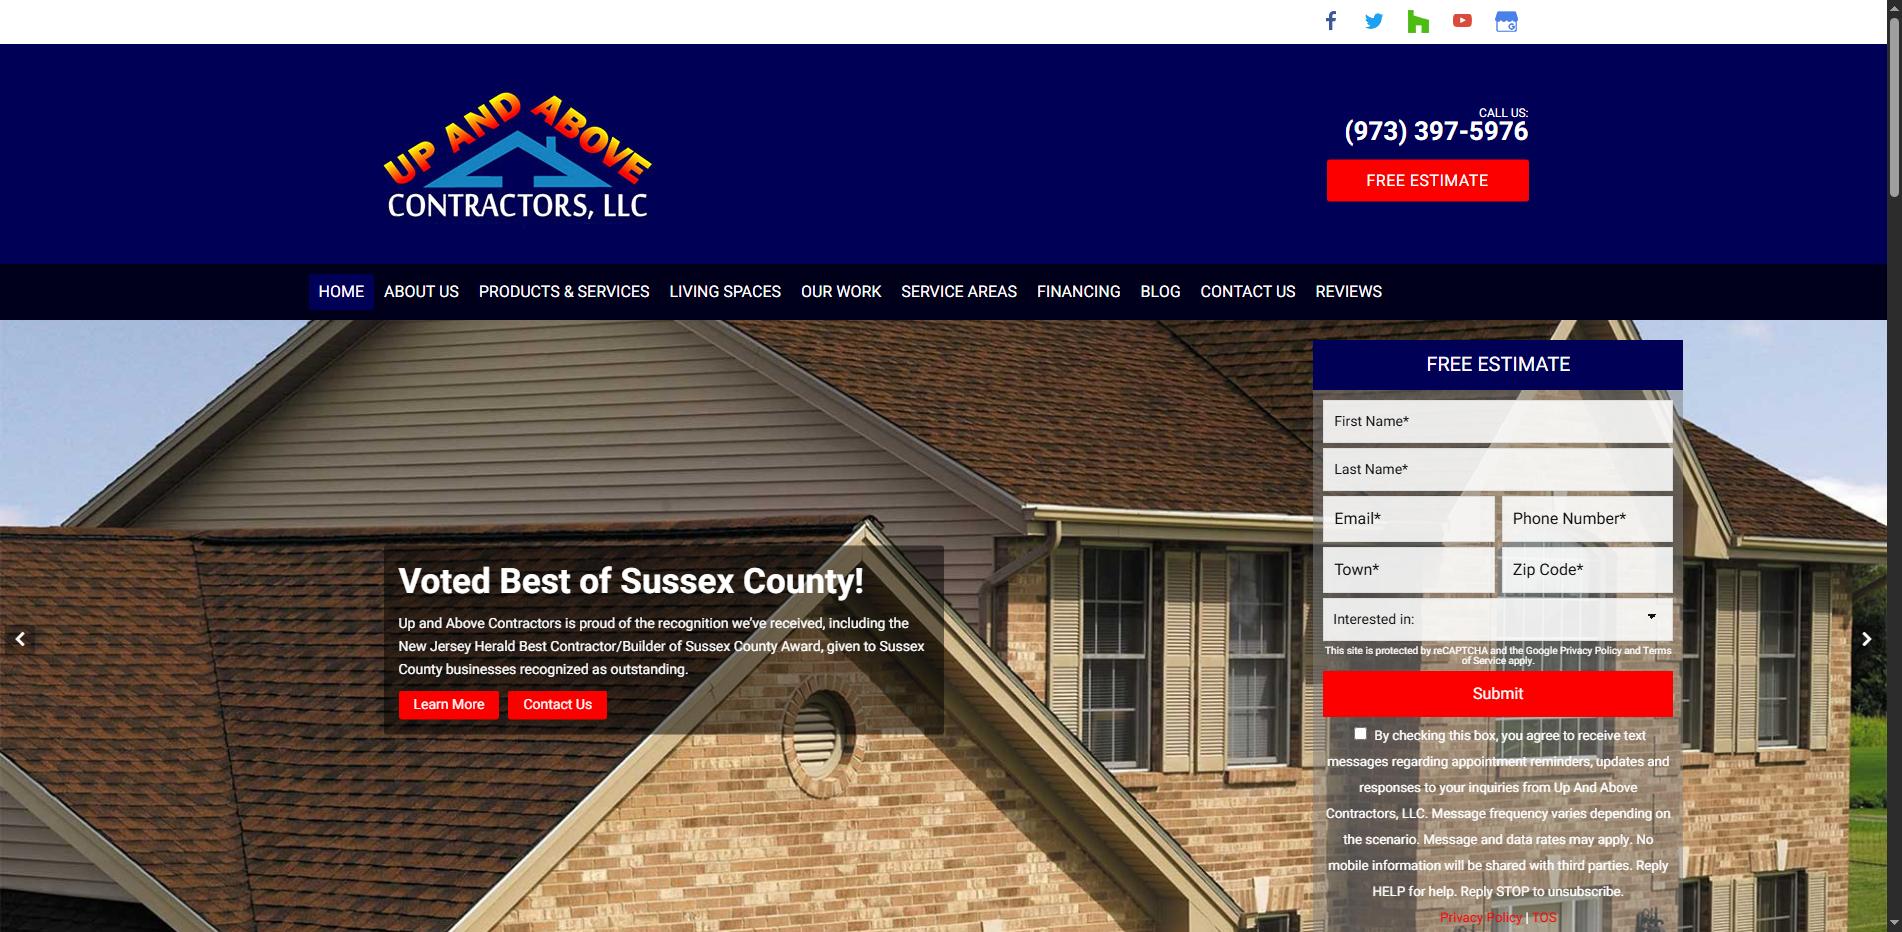 UP AND ABOVE
CONTRACTORS, LLC
CALL US:
(973) 397-5976
FREE ESTIMATE
HOME ABOUT US PRODUCTS & SERVICES LIVING SPACES OUR WORK SERVICE AREAS FINANCING BLOG CONTACT US REVIEWS
Voted Best of Sussex County!
Up and Above Contractors is proud of the recognition we've received, including the
New Jersey Herald Best Contractor/Builder of Sussex County Award, given to Sussex
County businesses recognized as outstanding.
Learn More Contact Us
FREE ESTIMATE
First Name*
Last Name*
Email* Phone Number*
Town* Zip Code*
Interested in:
This site is protected by reCAPTCHA and the Google Privacy Policy and Terms
of Service apply.
Submit
By checking this box, you agree to receive text
messages regarding appointment reminders, updates and
responses to your inquiries from Up And Above
Contractors, LLC. Message frequency varies depending on
the scenario. Message and data rates may apply. No
mobile information will be shared with third parties. Reply
HELP for help. Reply STOP to unsubscribe.
Privacy Policy | TOS